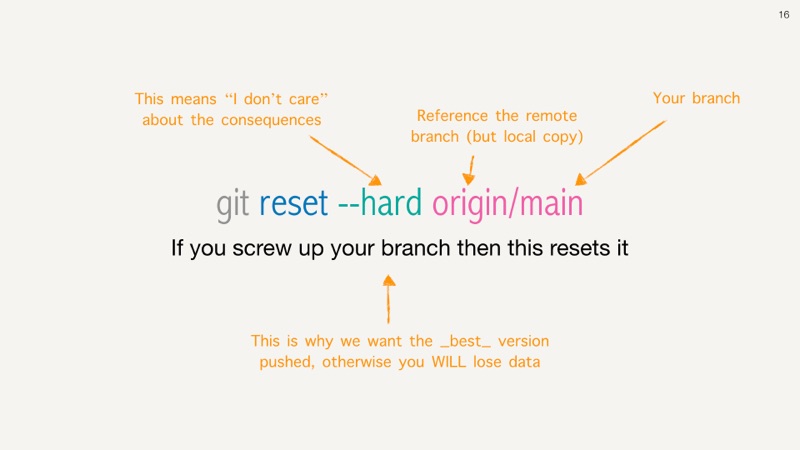 16
This means “I don’t care”
about the consequences
Reference the remote
branch (but local copy)
Your branch
git reset --hard origin/main
If you screw up your branch then this resets it
This is why we want the _best_ version
pushed, otherwise you WILL lose data